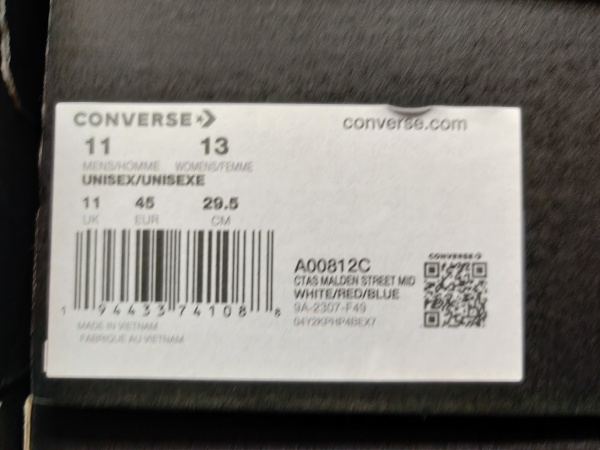 CONVERSE
converse.com
11 13
MENS/HOMME WOMENS/FEMME
UNISEX/UNISEXE
11 45 29.5
UK EUR CM
1 94433 74108 8
MADE IN VIETNAM
FABRIQUE AU VIETNAM
A00812C
CTAS MALDEN STREET MID
WHITE/RED/BLUE
9A-2307-F49
04Y2KPHP4BEX7
CONVERSE